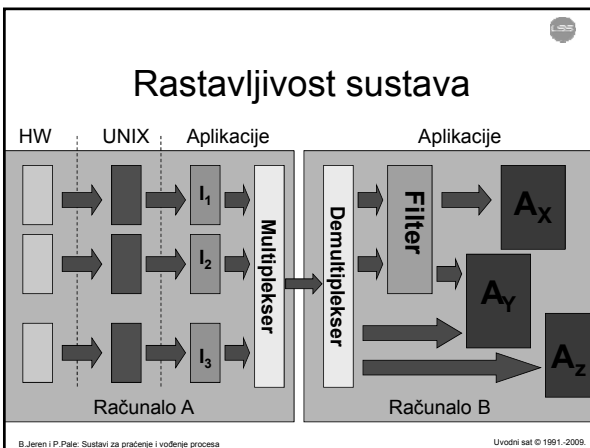 LSS
Rastavljivost sustava
HW UNIX Aplikacije Aplikacije
I1
I2
I3
Multiplekser
Demultiplekser
Filter
AX
AY
Az
Računalo A Računalo B
B.Jeren i P.Pale: Sustavi za praćenje i vođenje procesa Uvodni sat © 1991.-2009.